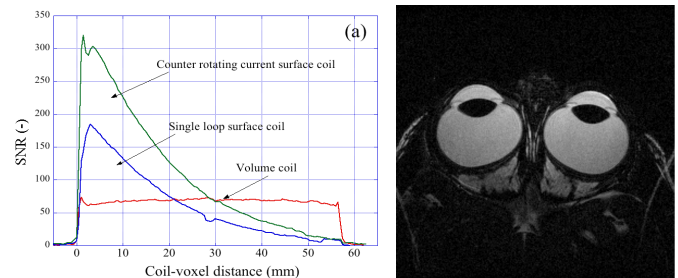 (a)
350
300
250
200
150
100
50
0
SNR (-)
Counter rotating current surface coil
Single loop surface coil
Volume coil
0 10 20 30 40 50 60
Coil-voxel distance (mm)